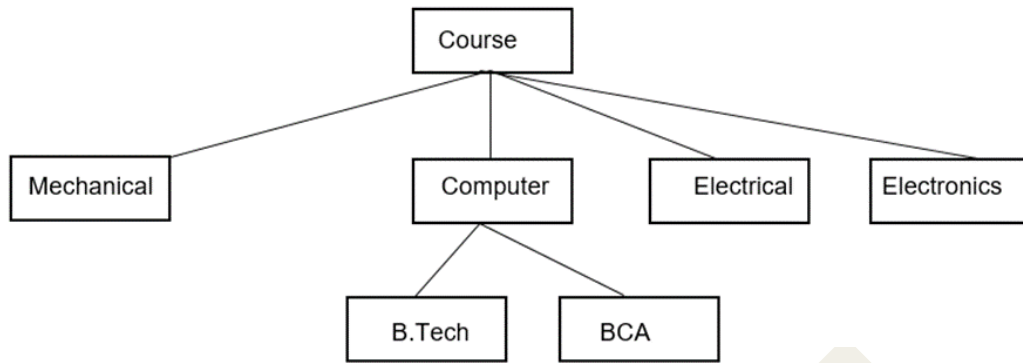 Course
Mechanical
Computer
Electrical
Electronics
B.Tech
BCA